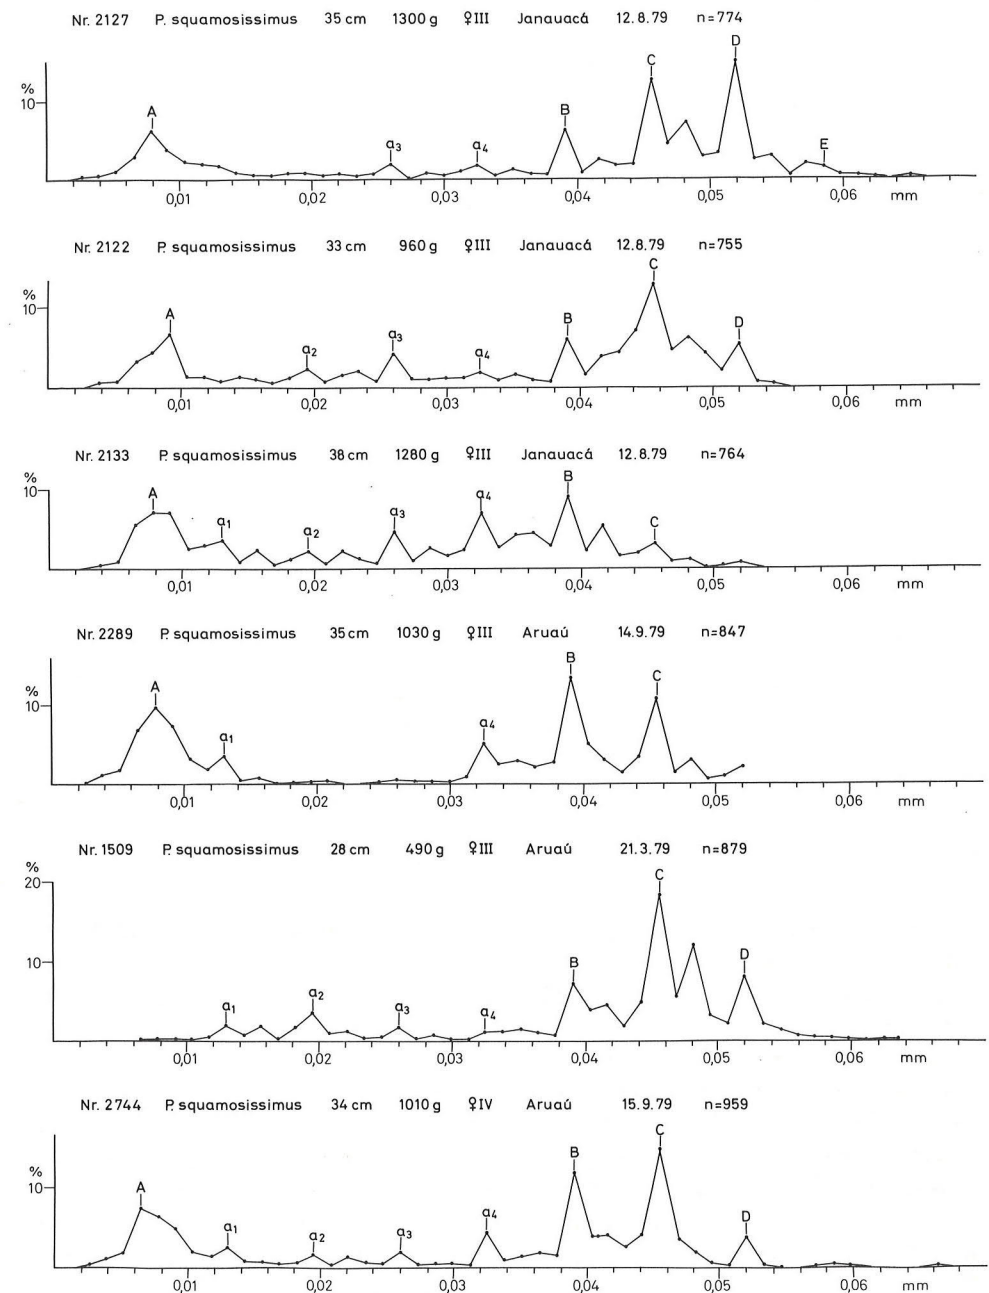 Nr. 2127 P. squamosissimus 35 cm 1300 g ♀III Janauacá 12.8.79 n=774
D
C
%
10
A
B
a3
a4
E
0,01 0,02 0,03 0,04 0,05 0,06 mm
Nr. 2122 P. squamosissimus 33 cm 960 g ♀III Janauacá 12.8.79 n=755
C
%
10
A
B
D
a2
a3
a4
0,01 0,02 0,03 0,04 0,05 0,06 mm
Nr. 2133 P. squamosissimus 38 cm 1280 g ♀III Janauacá 12.8.79 n=764
%
10
A
a1
a2
a3
a4
B
C
0,01 0,02 0,03 0,04 0,05 0,06 mm
Nr. 2289 P. squamosissimus 35 cm 1030 g ♀III Aruaú 14.9.79 n=847
%
10
A
a1
a4
B
C
0,01 0,02 0,03 0,04 0,05 0,06 mm
Nr. 1509 P. squamosissimus 28 cm 490 g ♀III Aruaú 21.3.79 n=879
%
20
10
a1
a2
a3
a4
B
C
D
0,01 0,02 0,03 0,04 0,05 0,06 mm
Nr. 2744 P. squamosissimus 34 cm 1010 g ♀IV Aruaú 15.9.79 n=959
%
10
A
a1
a2
a3
a4
B
C
D
0,01 0,02 0,03 0,04 0,05 0,06 mm